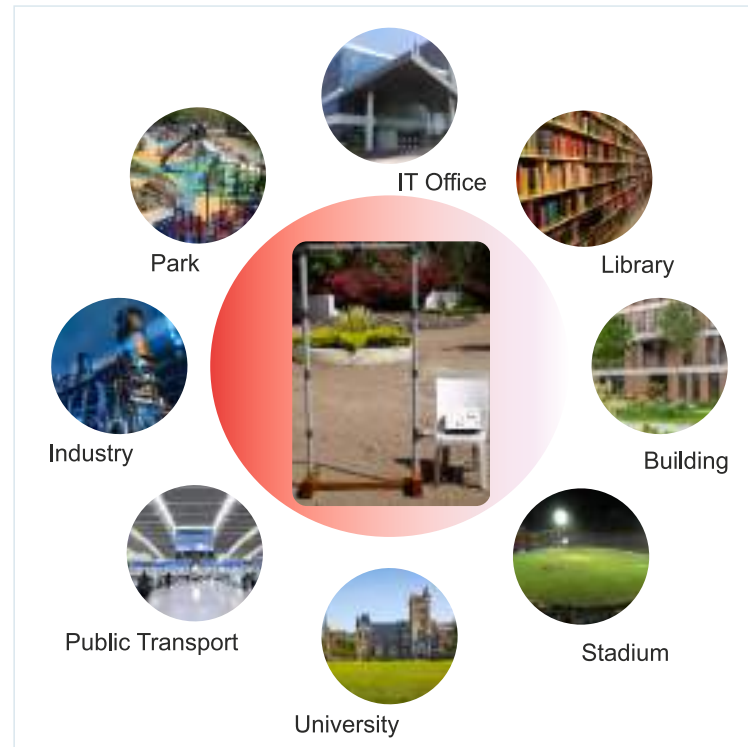 IT Office
Library
Park
Building
Industry
Stadium
Public Transport
University